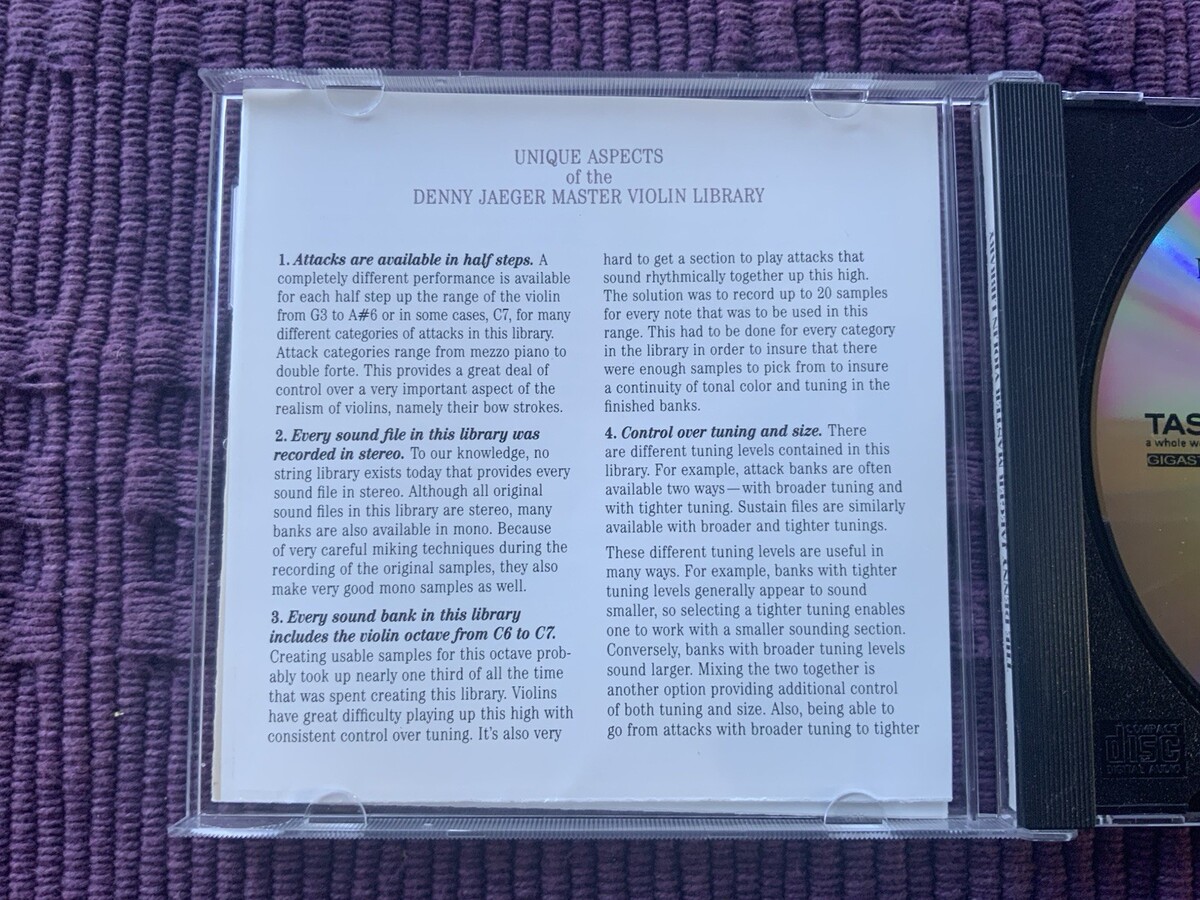 UNIQUE ASPECTS
of the
DENNY JAEGER MASTER VIOLIN LIBRARY
1. Attacks are available in half steps. A
completely different performance is available
for each half step up the range of the violin
from G3 to A#6 or in some cases, C7, for many
different categories of attacks in this library.
Attack categories range from mezzo piano to
double forte. This provides a great deal of
control over a very important aspect of the
realism of violins, namely their bow strokes.
2. Every sound file in this library was
recorded in stereo. To our knowledge, no
string library exists today that provides every
sound file in stereo. Although all original
sound files in this library are stereo, many
banks are also available in mono. Because
of very careful miking techniques during the
recording of the original samples, they also
make very good mono samples as well.
3. Every sound bank in this library
includes the violin octave from C6 to C7.
Creating usable samples for this octave prob-
ably took up nearly one third of all the time
that was spent creating this library. Violins
have great difficulty playing up this high with
consistent control over tuning. It's also very
hard to get a section to play attacks that
sound rhythmically together up this high.
The solution was to record up to 20 samples
for every note that was to be used in this
range. This had to be done for every category
in the library in order to insure that there
were enough samples to pick from to insure
a continuity of tonal color and tuning in the
finished banks.
4. Control over tuning and size. There
are different tuning levels contained in this
library. For example, attack banks are often
available two ways—with broader tuning and
with tighter tuning. Sustain files are similarly
available with broader and tighter tunings.
These different tuning levels are useful in
many ways. For example, banks with tighter
tuning levels generally appear to sound
smaller, so selecting a tighter tuning enables
one to work with a smaller sounding section.
Conversely, banks with broader tuning levels
sound larger. Mixing the two together is
another option providing additional control
of both tuning and size. Also, being able to
go from attacks with broader tuning to tighter
TAS
a whole w
GIGAST
COMPACT
disc
DIGITAL AUDIO